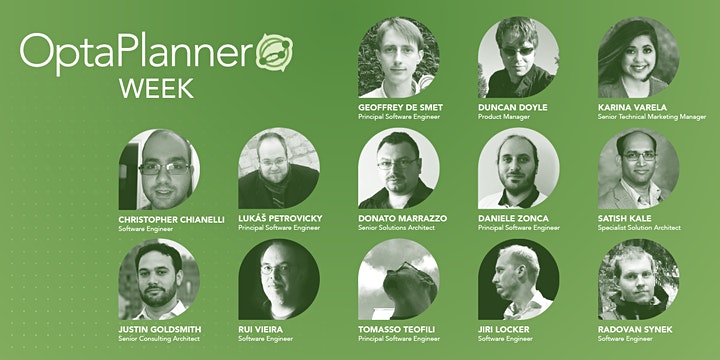 OptaPlanner
WEEK
GEOFFREY DE SMET
Principal Software Engineer
DUNCAN DOYLE
Product Manager
KARINA VARELA
Senior Technical Marketing Manager
CHRISTOPHER CHIANELLI
Software Engineer
LUKÁŠ PETROVICKY
Principal Software Engineer
DONATO MARRAZZO
Senior Solutions Architect
DANIELE ZONCA
Principal Software Engineer
SATISH KALE
Specialist Solution Architect
JUSTIN GOLDSMITH
Senior Consulting Architect
RUI VIEIRA
Software Engineer
TOMASSO TEOFILI
Principal Software Engineer
JIRI LOCKER
Software Engineer
RADOVAN SYNEK
Software Engineer